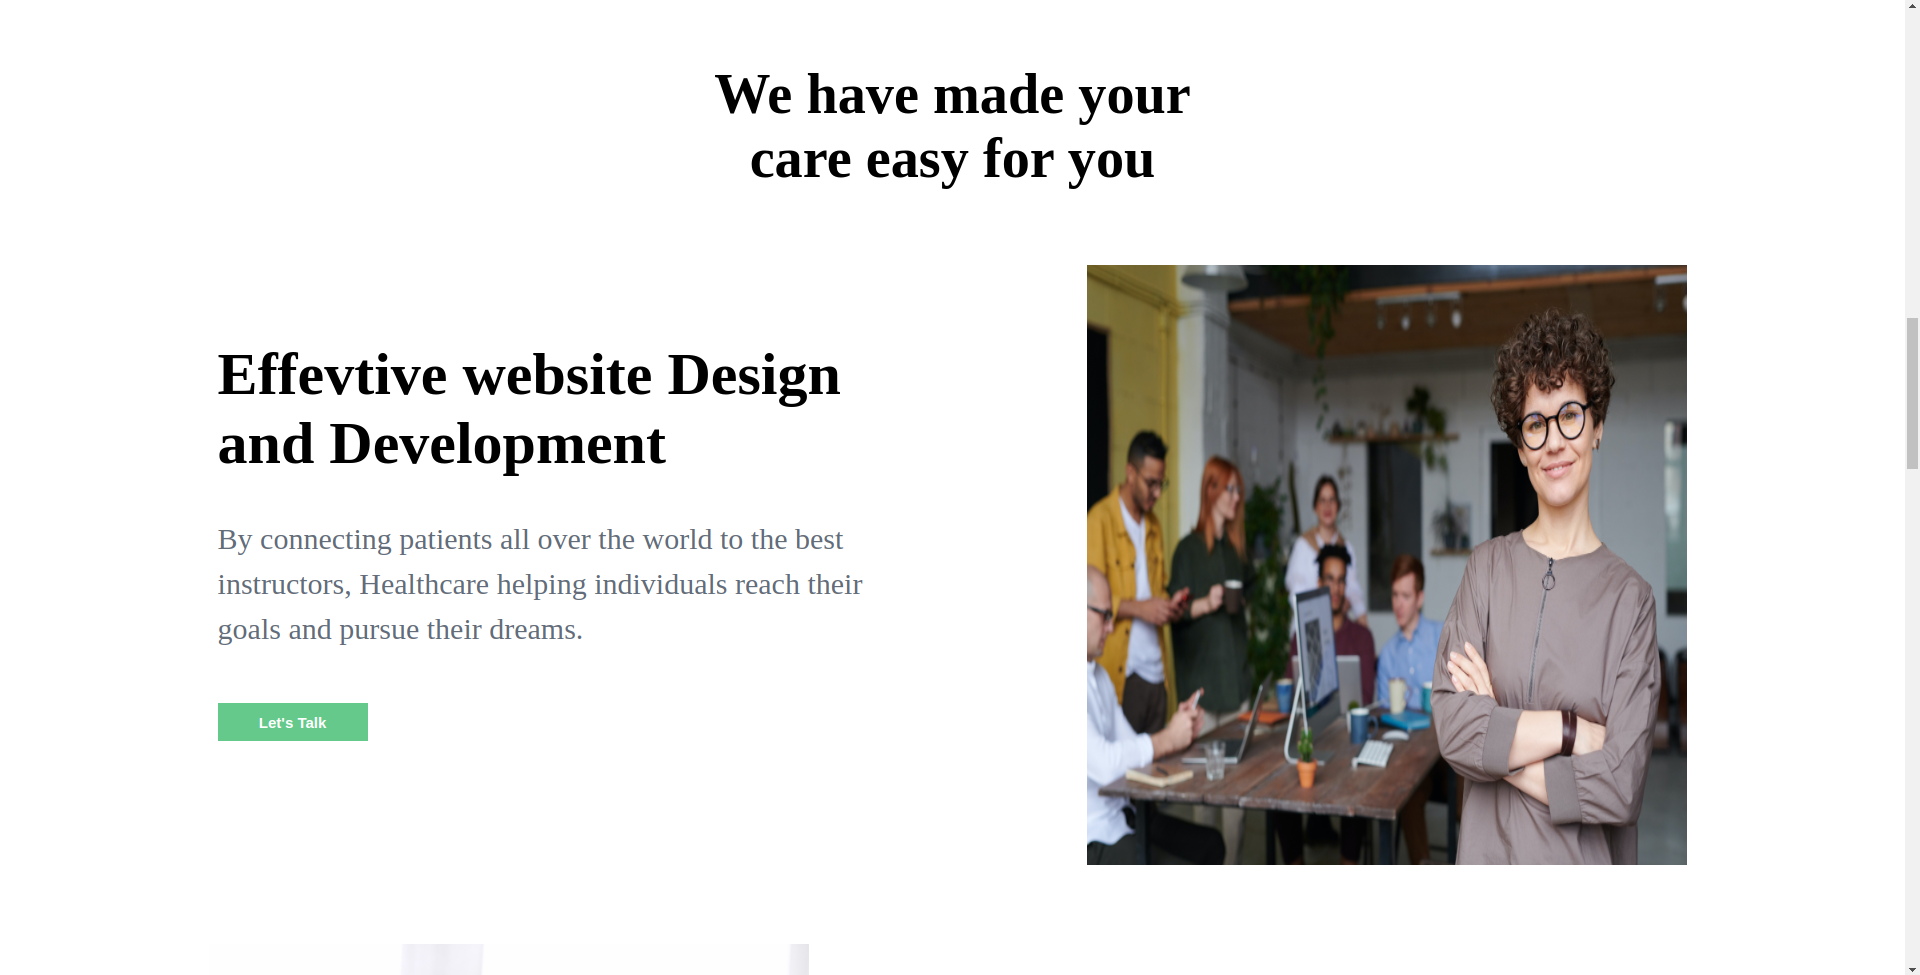 We have made your
care easy for you
Effevtive website Design
and Development
By connecting patients all over the world to the best
instructors, Healthcare helping individuals reach their
goals and pursue their dreams.
Let's Talk